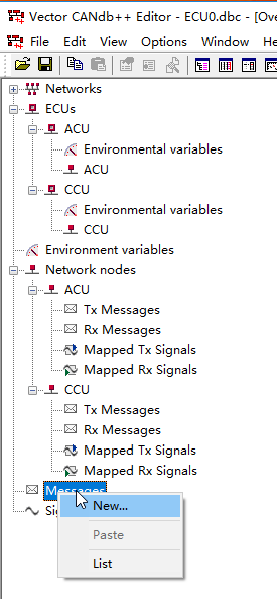 Vector CANdb++ Editor - ECU0.dbc - [Ove
File Edit View Options Window He
Networks
ECUs
ACU
Environmental variables
ACU
CCU
Environmental variables
CCU
Environment variables
Network nodes
ACU
Tx Messages
Rx Messages
Mapped Tx Signals
Mapped Rx Signals
CCU
Tx Messages
Rx Messages
Mapped Tx Signals
Mapped Rx Signals
Messages
Sig
New...
Paste
List